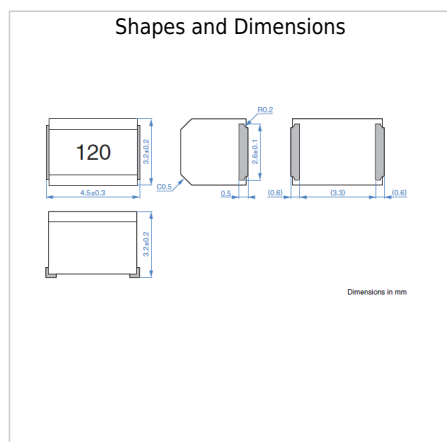 Shapes and Dimensions
120
3.2±0.2
4.5±0.3
R0.2
2.6±0.1
C0.5
0.5
(0.6)
(3.3)
(0.6)
3.2±0.2
Dimensions in mm